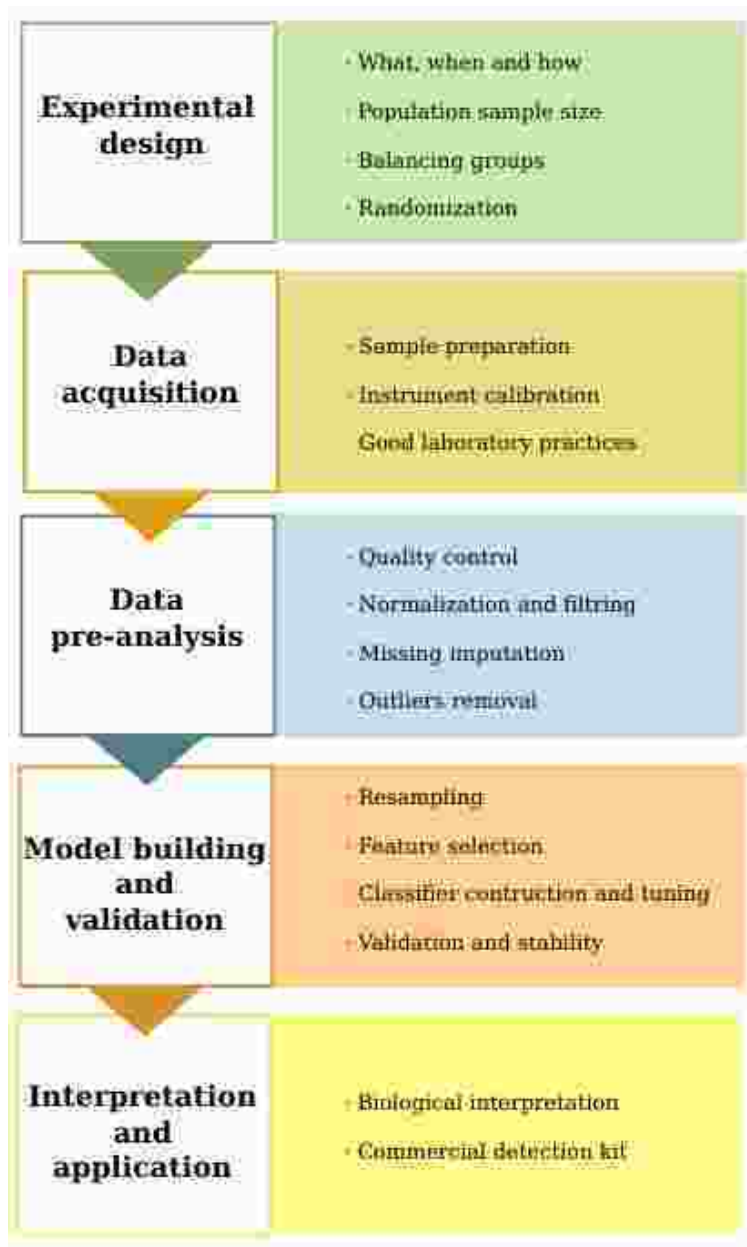 Experimental
design
· What, when and how
· Population sample size
· Balancing groups
· Randomization
Data
acquisition
· Sample preparation
· Instrument calibration
Good laboratory practices
Data
pre-analysis
· Quality control
· Normalization and filtring
· Missing imputation
· Outliers removal
Model building
and
validation
· Resampling
· Feature selection
Classifier contruction and tuning
· Validation and stability
Interpretation
and
application
· Biological interpretation
· Commercial detection kit